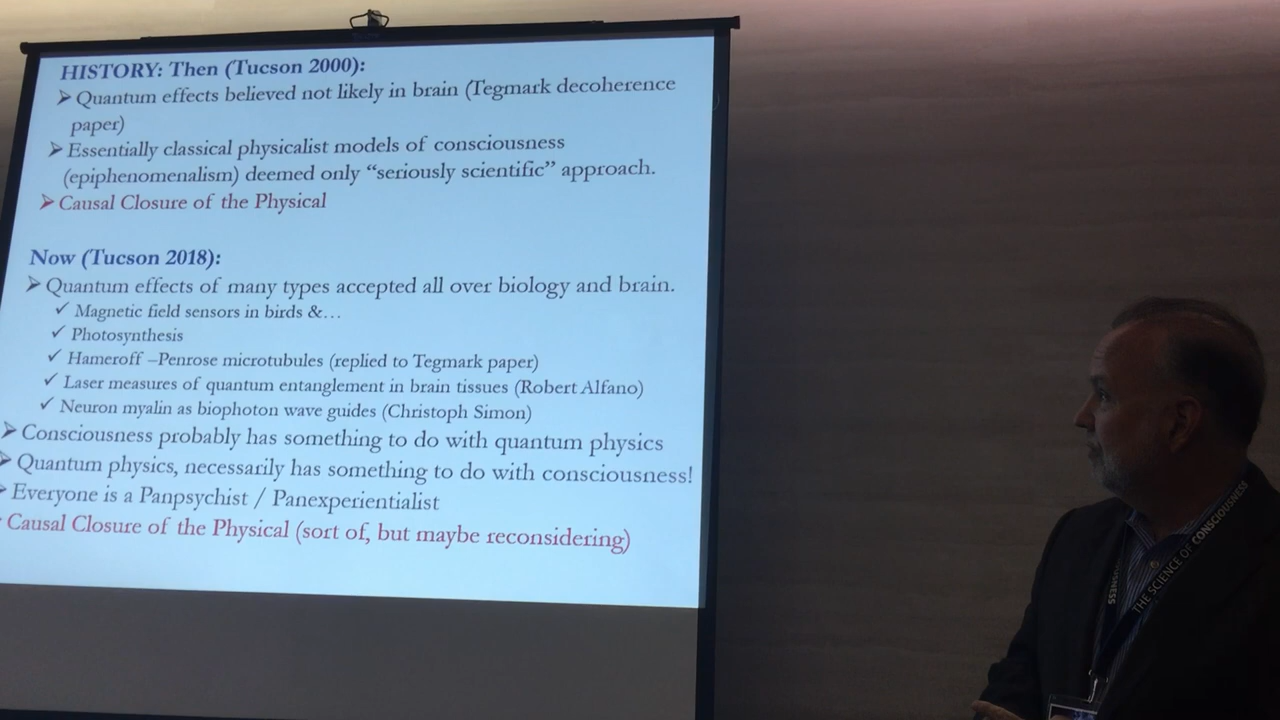 HISTORY: Then (Tucson 2000):
➢ Quantum effects believed not likely in brain (Tegmark decoherence
paper)
➢ Essentially classical physicalist models of consciousness
(epiphenomenalism) deemed only “seriously scientific” approach.
➢ Causal Closure of the Physical
Now (Tucson 2018):
➢ Quantum effects of many types accepted all over biology and brain.
✓ Magnetic field sensors in birds &…
✓ Photosynthesis
✓ Hameroff –Penrose microtubules (replied to Tegmark paper)
✓ Laser measures of quantum entanglement in brain tissues (Robert Alfano)
✓ Neuron myalin as biophoton wave guides (Christoph Simon)
➢ Consciousness probably has something to do with quantum physics
➢ Quantum physics, necessarily has something to do with consciousness!
➢ Everyone is a Panpsychist / Panexperientialist
➢ Causal Closure of the Physical (sort of, but maybe reconsidering)
THE SCIENCE OF CONSCIOUSNESS